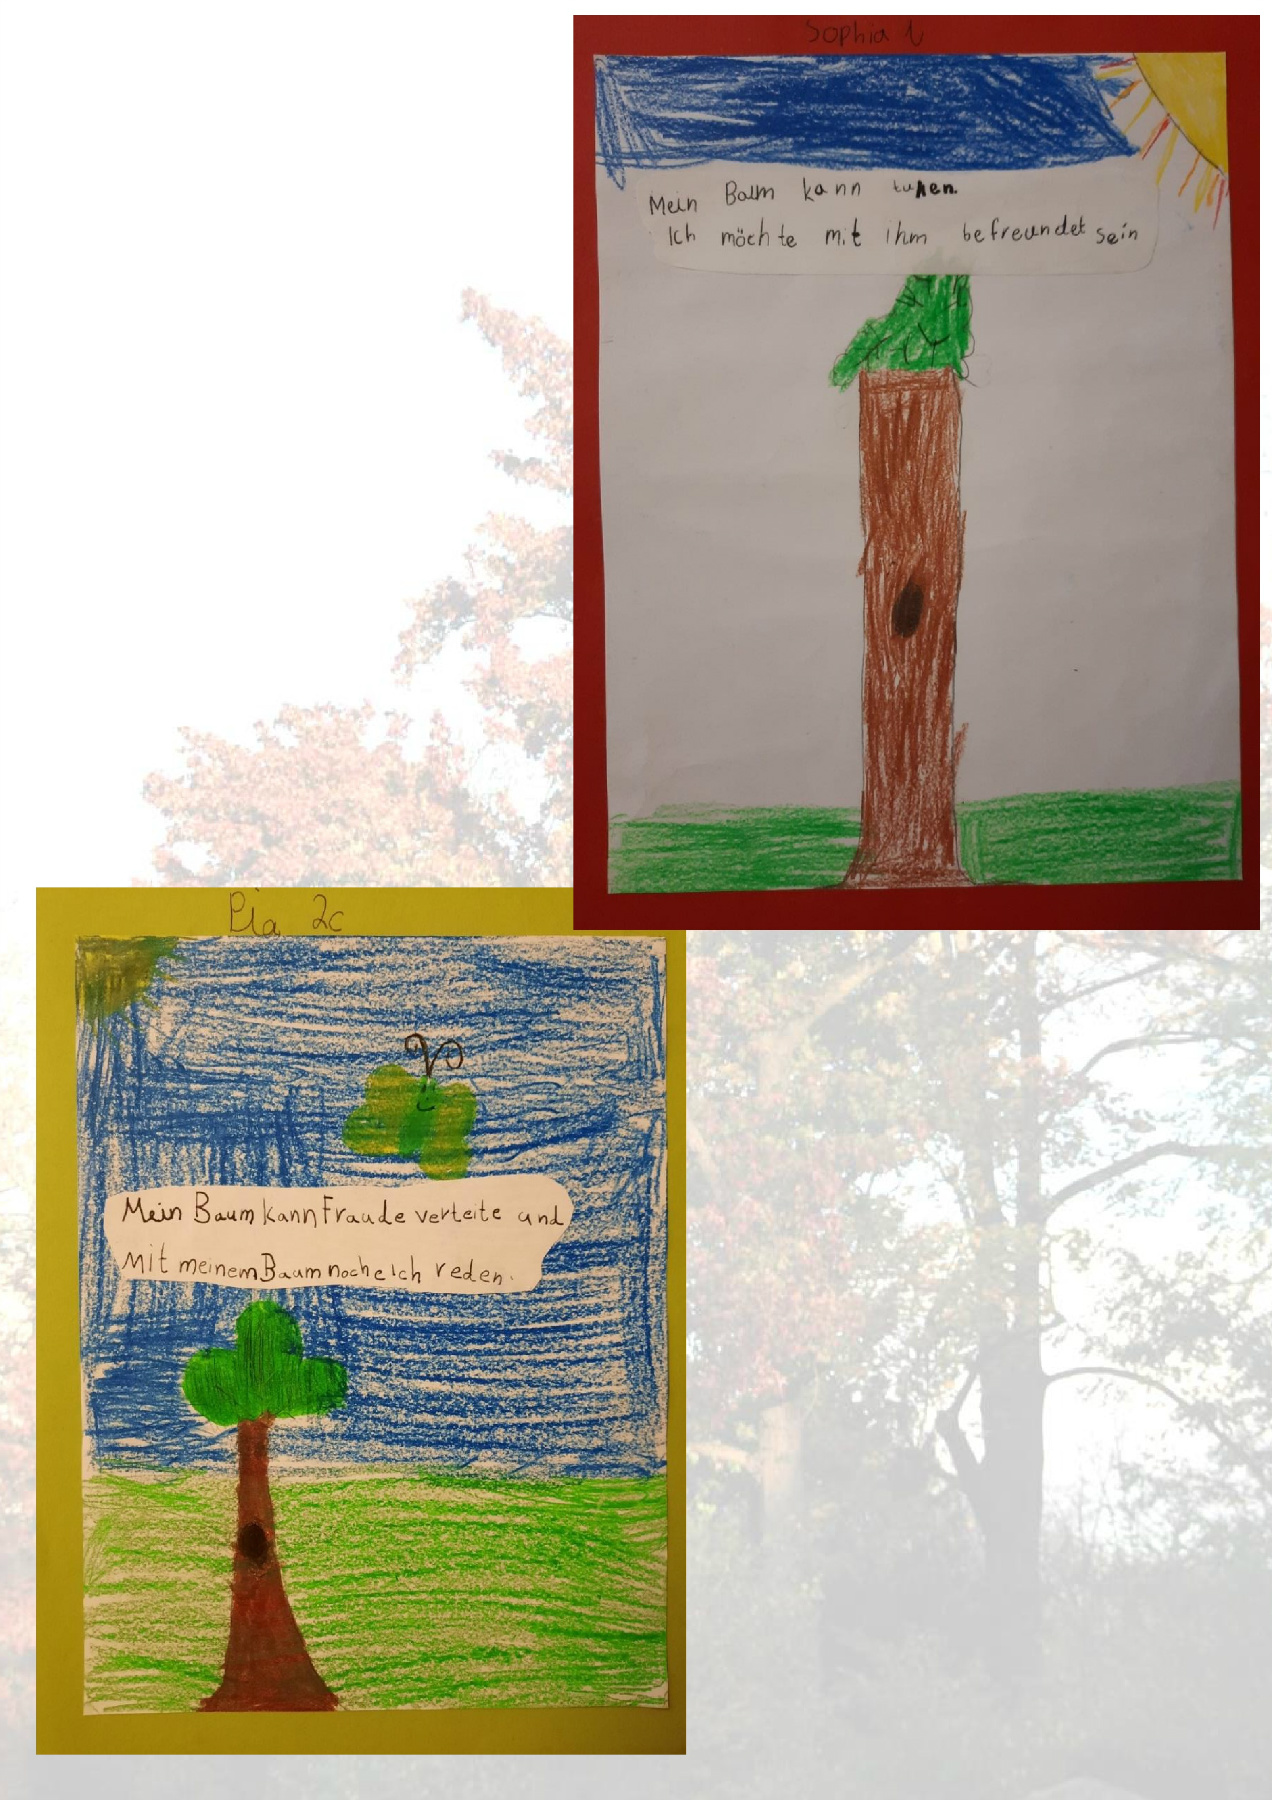 Sophia
Mein Baum kann
Ich möchte mit ihm befreundet sein
Pia 2c
Mein Baum kann Fraude verteite und
Mit meinem Baum noche Ich reden.